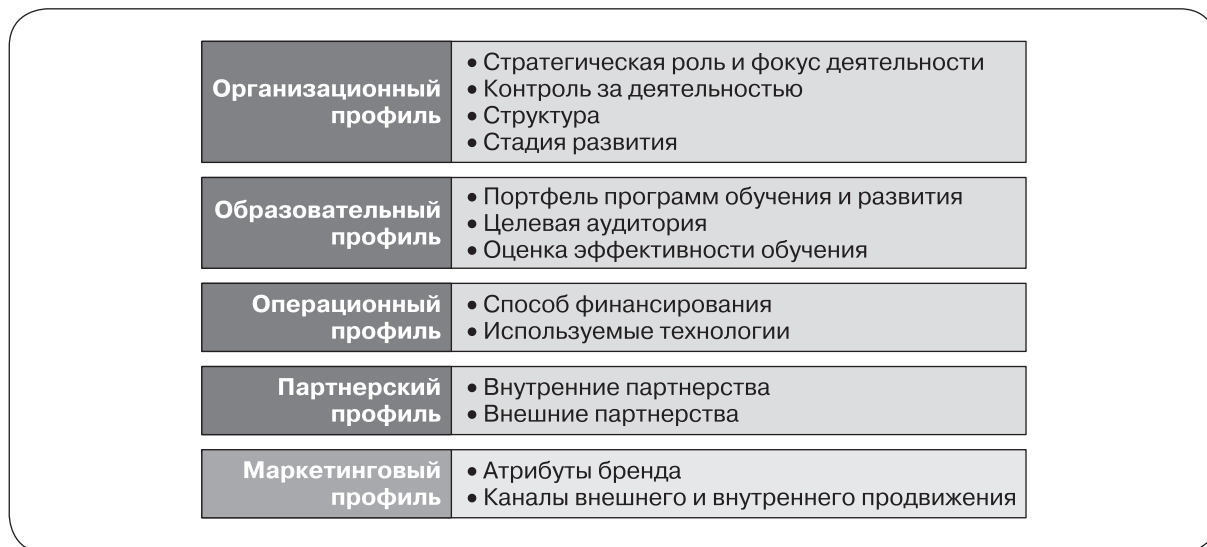 Организационный
профиль
• Стратегическая роль и фокус деятельности
• Контроль за деятельностью
• Структура
• Стадия развития
Образовательный
профиль
• Портфель программ обучения и развития
• Целевая аудитория
• Оценка эффективности обучения
Операционный
профиль
• Способ финансирования
• Используемые технологии
Партнерский
профиль
• Внутренние партнерства
• Внешние партнерства
Маркетинговый
профиль
• Атрибуты бренда
• Каналы внешнего и внутреннего продвижения